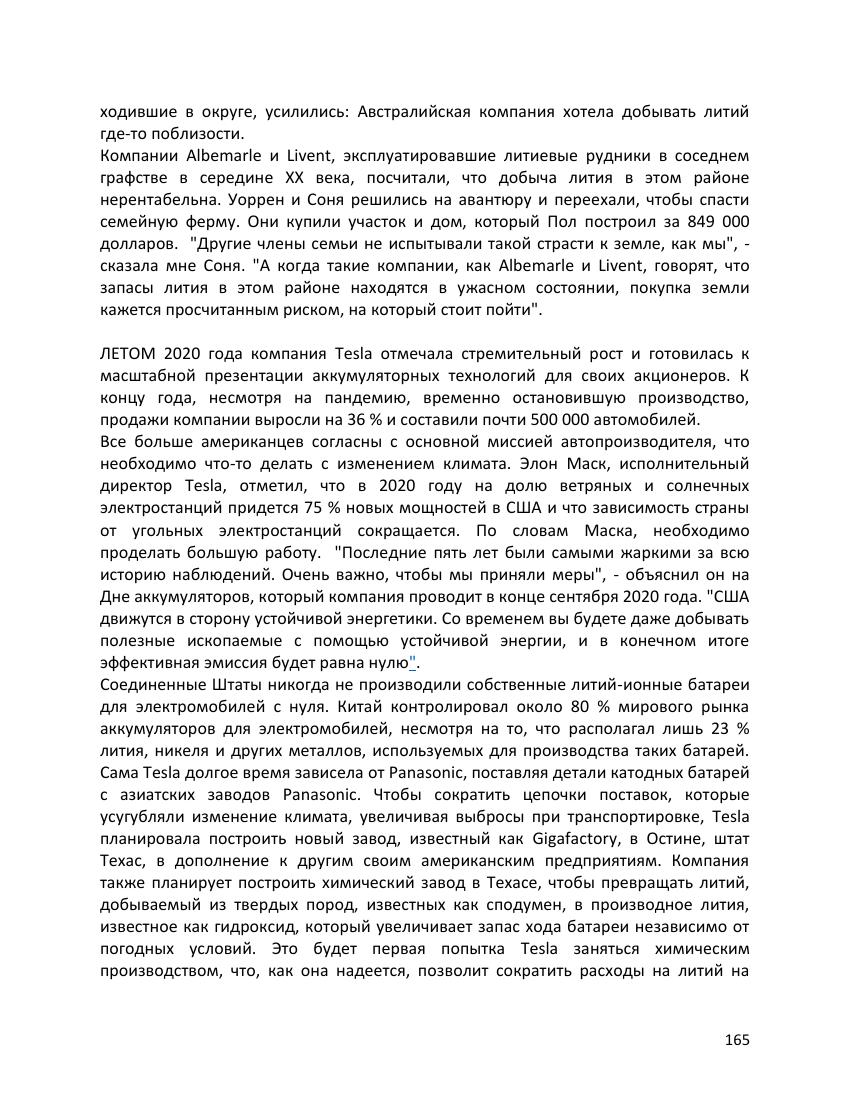 ходившие в округе, усилились: Австралийская компания хотела добывать литий
где-то поблизости.
Компании Albemarle и Livent, эксплуатировавшие литиевые рудники в соседнем
графстве в середине XX века, посчитали, что добыча лития в этом районе
нерентабельна. Уоррен и Соня решились на авантюру и переехали, чтобы спасти
семейную ферму. Они купили участок и дом, который Пол построил за 849 000
долларов.  "Другие члены семьи не испытывали такой страсти к земле, как мы", -
сказала мне Соня. "А когда такие компании, как Albemarle и Livent, говорят, что
запасы лития в этом районе находятся в ужасном состоянии, покупка земли
кажется просчитанным риском, на который стоит пойти".

ЛЕТОМ 2020 года компания Tesla отмечала стремительный рост и готовилась к
масштабной презентации аккумуляторных технологий для своих акционеров. К
концу года, несмотря на пандемию, временно остановившую производство,
продажи компании выросли на 36 % и составили почти 500 000 автомобилей.
Все больше американцев согласны с основной миссией автопроизводителя, что
необходимо что-то делать с изменением климата. Элон Маск, исполнительный
директор Tesla, отметил, что в 2020 году на долю ветряных и солнечных
электростанций придется 75 % новых мощностей в США и что зависимость страны
от угольных электростанций сокращается. По словам Маска, необходимо
проделать большую работу.  "Последние пять лет были самыми жаркими за всю
историю наблюдений. Очень важно, чтобы мы приняли меры", - объяснил он на
Дне аккумуляторов, который компания проводит в конце сентября 2020 года. "США
движутся в сторону устойчивой энергетики. Со временем вы будете даже добывать
полезные ископаемые с помощью устойчивой энергии, и в конечном итоге
эффективная эмиссия будет равна нулю".
Соединенные Штаты никогда не производили собственные литий-ионные батареи
для электромобилей с нуля. Китай контролировал около 80 % мирового рынка
аккумуляторов для электромобилей, несмотря на то, что располагал лишь 23 %
лития, никеля и других металлов, используемых для производства таких батарей.
Сама Tesla долгое время зависела от Panasonic, поставляя детали катодных батарей
с азиатских заводов Panasonic. Чтобы сократить цепочки поставок, которые
усугубляли изменение климата, увеличивая выбросы при транспортировке, Tesla
планировала построить новый завод, известный как Gigafactory, в Остине, штат
Техас, в дополнение к другим своим американским предприятиям. Компания
также планирует построить химический завод в Техасе, чтобы превращать литий,
добываемый из твердых пород, известных как сподумен, в производное лития,
известное как гидроксид, который увеличивает запас хода батареи независимо от
погодных условий. Это будет первая попытка Tesla заняться химическим
производством, что, как она надеется, позволит сократить расходы на литий на
165